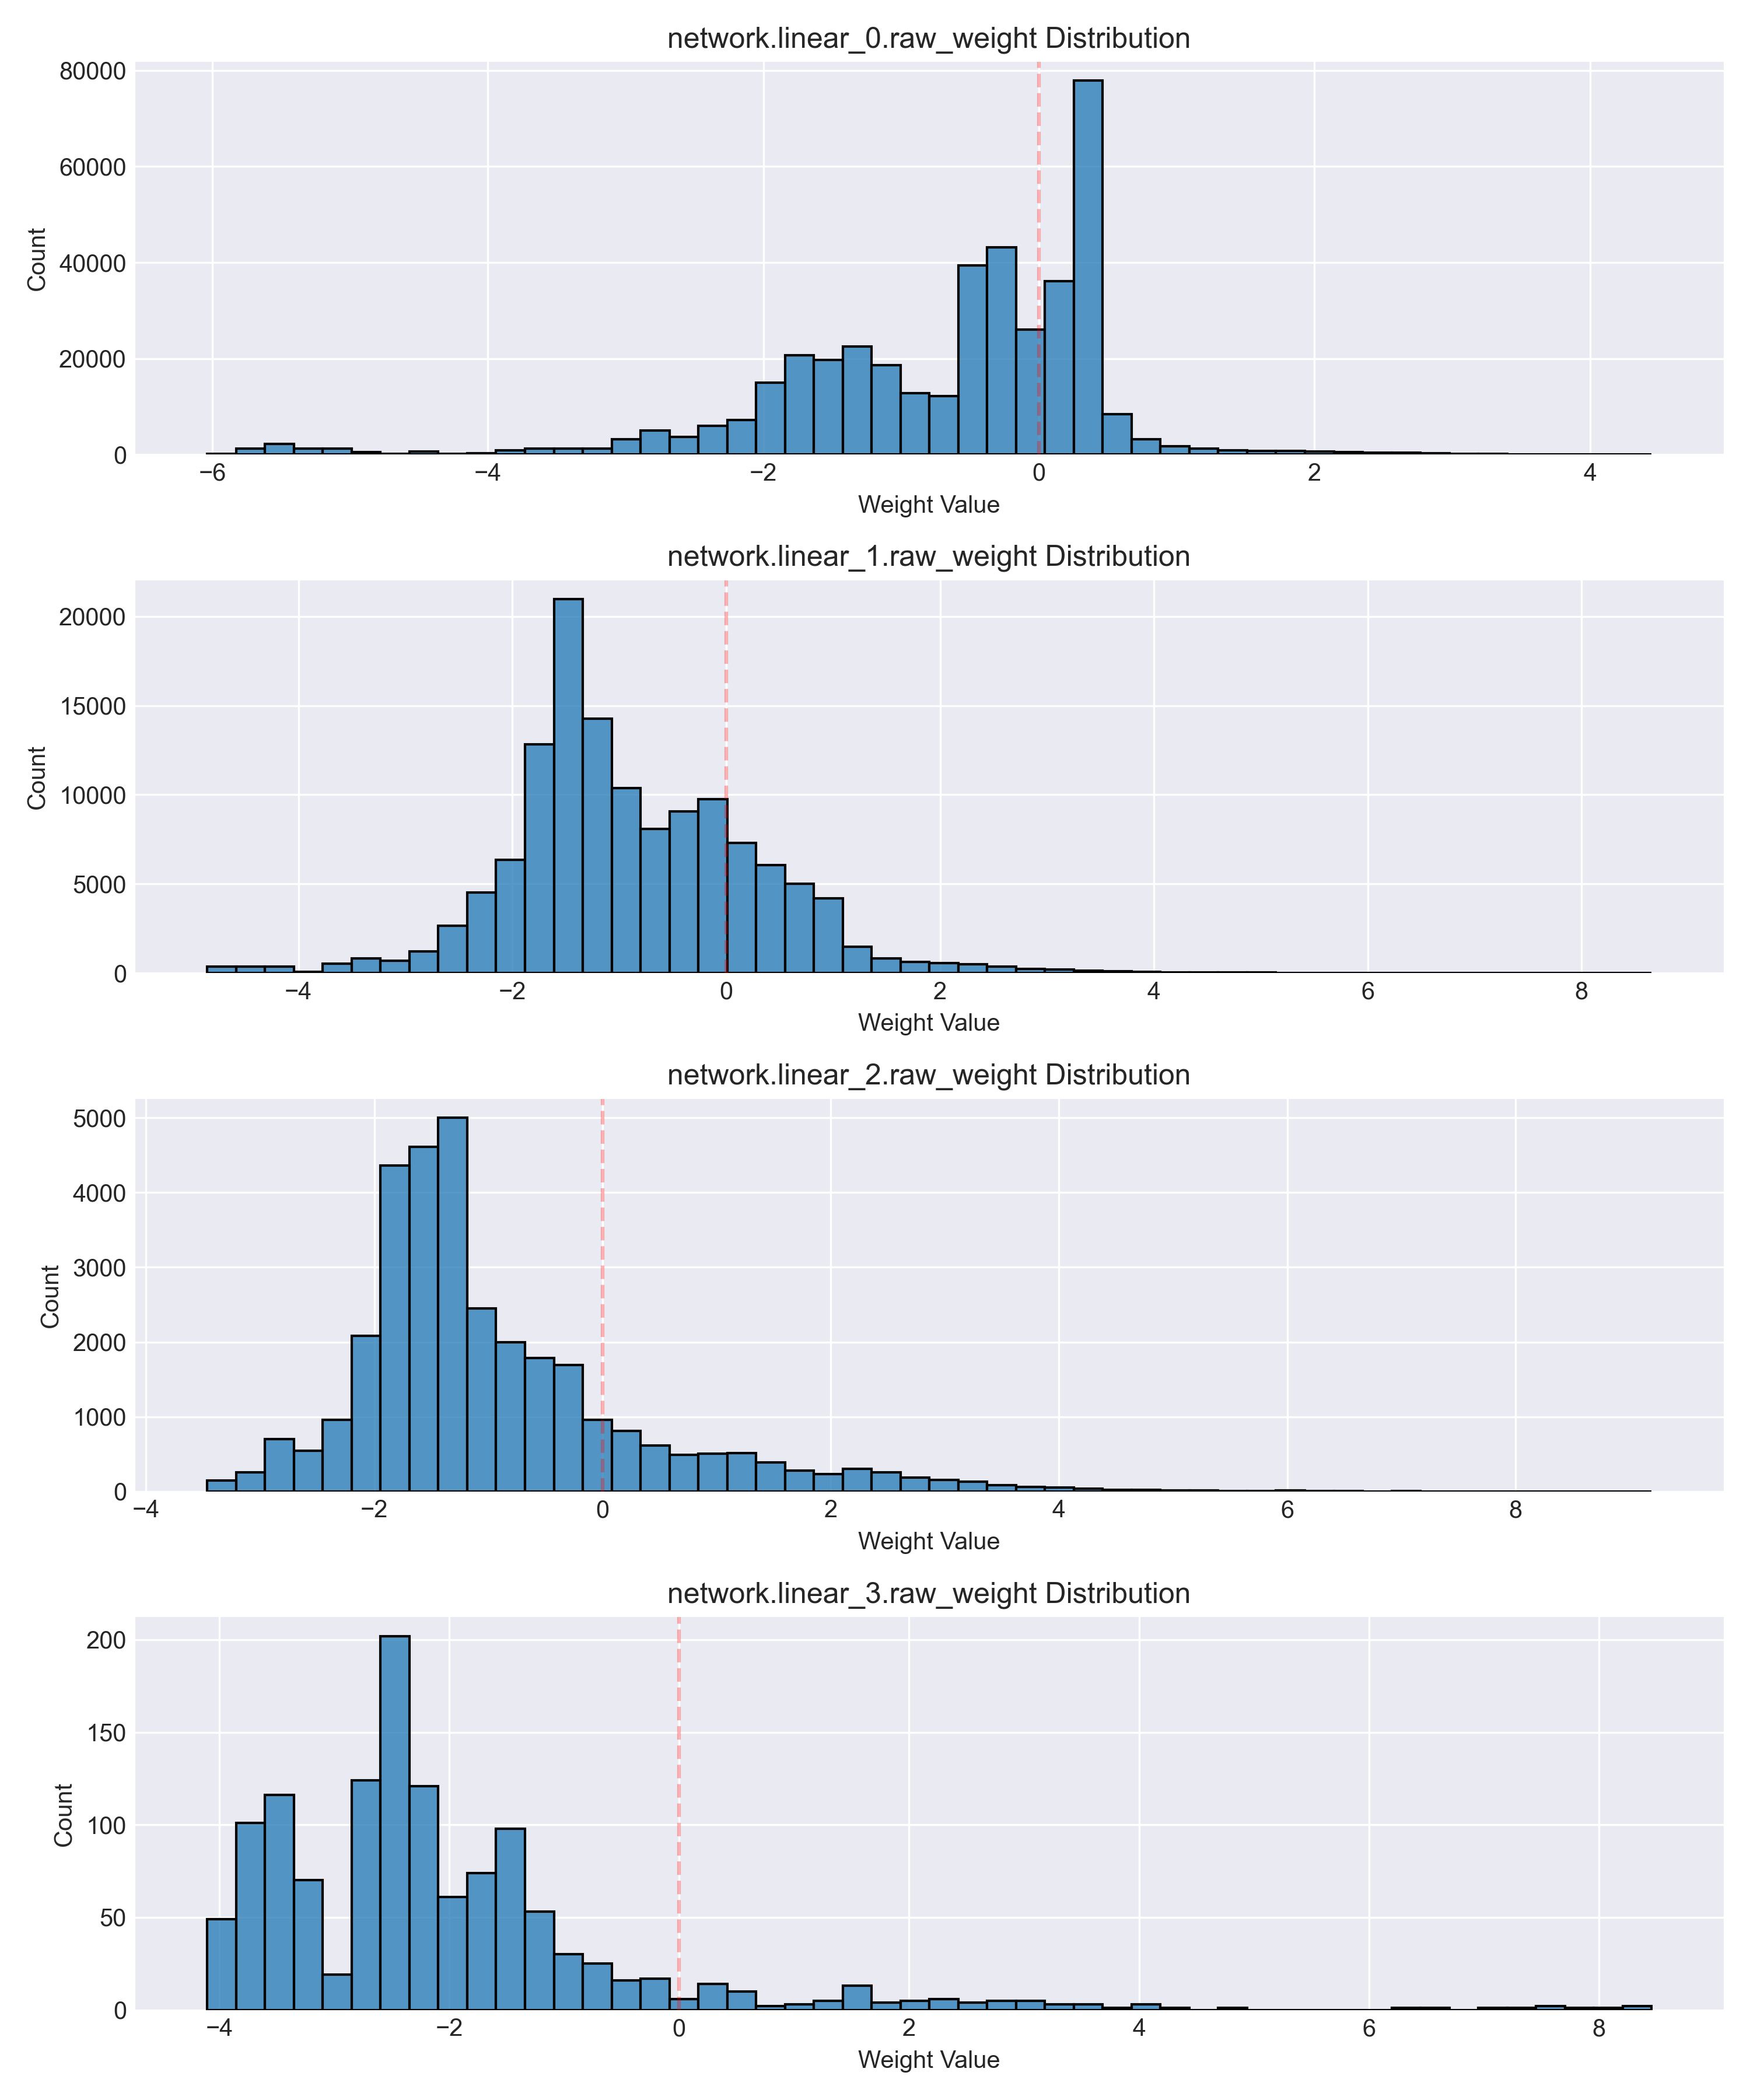 network.linear_0.raw_weight Distribution
80000
60000
40000
20000
0
Count
−6 −4 −2 0 2 4
Weight Value
network.linear_1.raw_weight Distribution
20000
15000
10000
5000
0
Count
−4 −2 0 2 4 6 8
Weight Value
network.linear_2.raw_weight Distribution
5000
4000
3000
2000
1000
0
Count
−4 −2 0 2 4 6 8
Weight Value
network.linear_3.raw_weight Distribution
200
150
100
50
0
Count
−4 −2 0 2 4 6 8
Weight Value